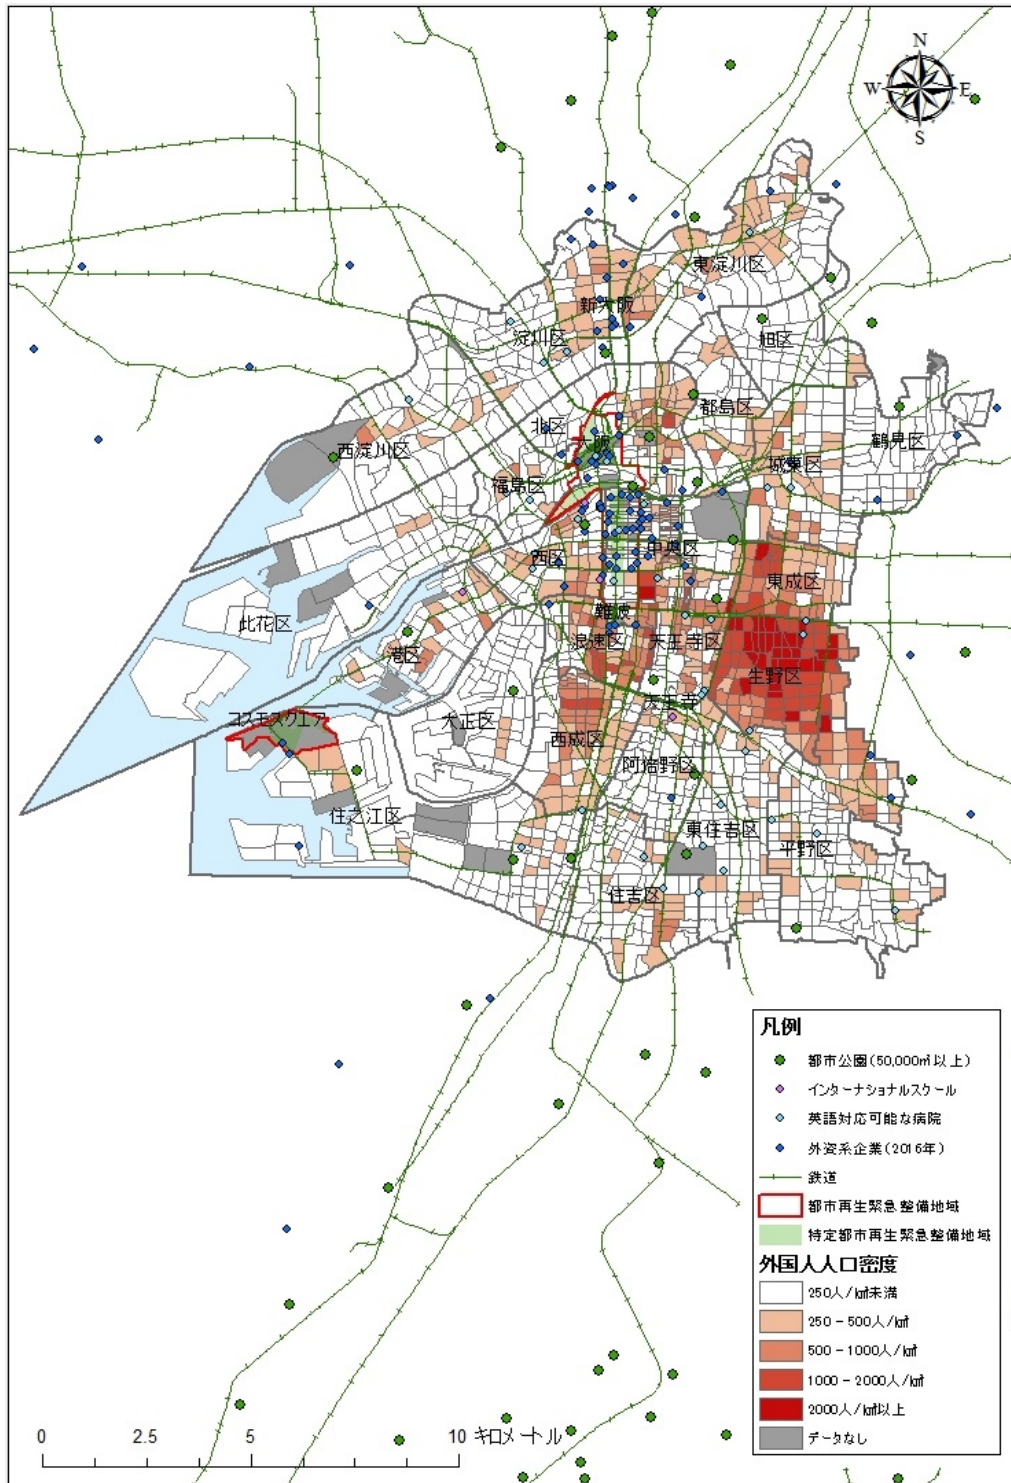 N
W E
S
東淀川区
新大阪
淀川区
旭区
都島区
北区
大阪
鶴見区
西淀川区
城東区
福島区
中央区
西区
東成区
此花区
難波
浪速区
天王寺区
港区
生野区
天王寺
コスモスクエア
大正区
西成区
阿倍野区
住之江区
東住吉区
平野区
住吉区
凡例
都市公園(50,000㎡以上)
インターナショナルスクール
英語対応可能な病院
外資系企業(2016年)
鉄道
都市再生緊急整備地域
特定都市再生緊急整備地域
外国人人口密度
250人/k㎡未満
250 - 500人/k㎡
500 - 1000人/k㎡
1000 - 2000人/k㎡
2000人/k㎡以上
データなし
0 2.5 5 10 キロメートル